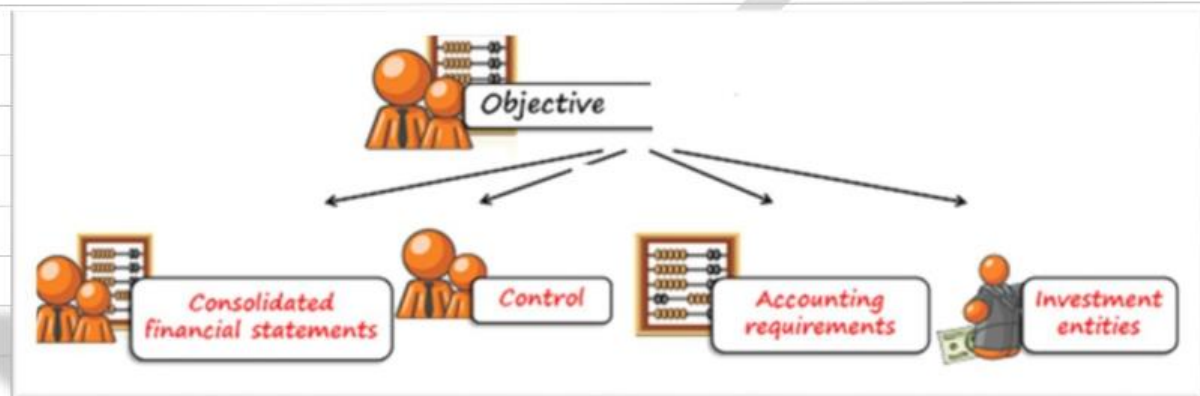 Objective
Consolidated
financial statements
Control
Accounting
requirements
Investment
entities